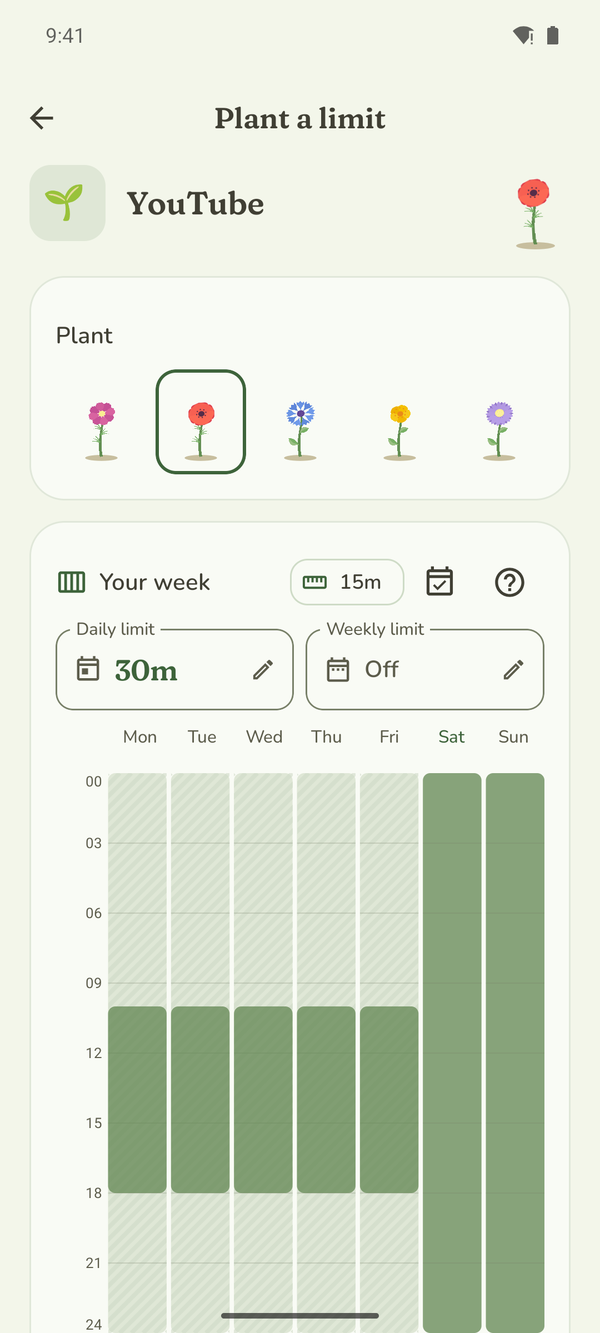 9:41
Plant a limit
YouTube
Plant
Your week
15m
Daily limit
Weekly limit
30m
Off
Mon Tue Wed Thu Fri Sat Sun
00
03
06
09
12
15
18
21
24